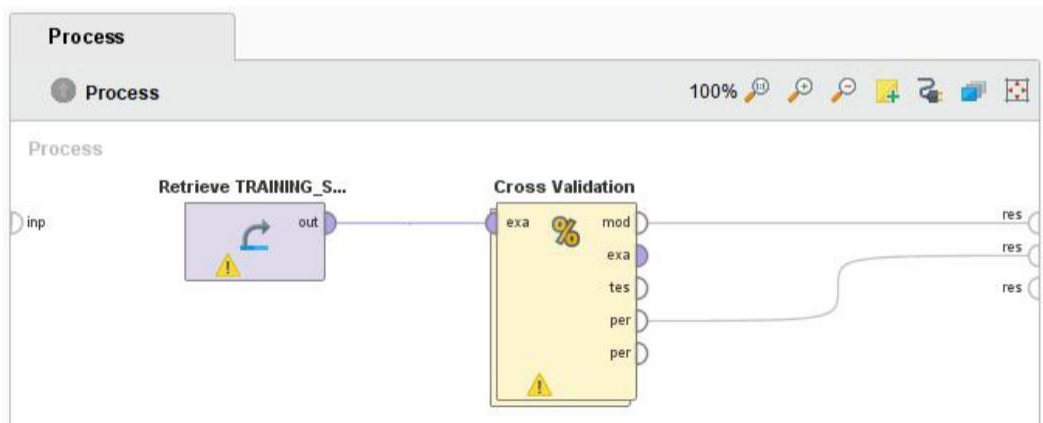 Process
Process
100%
Process
Retrieve TRAINING_S...
Cross Validation
inp
out
exa
%
mod
res
exa
res
tes
res
per
per